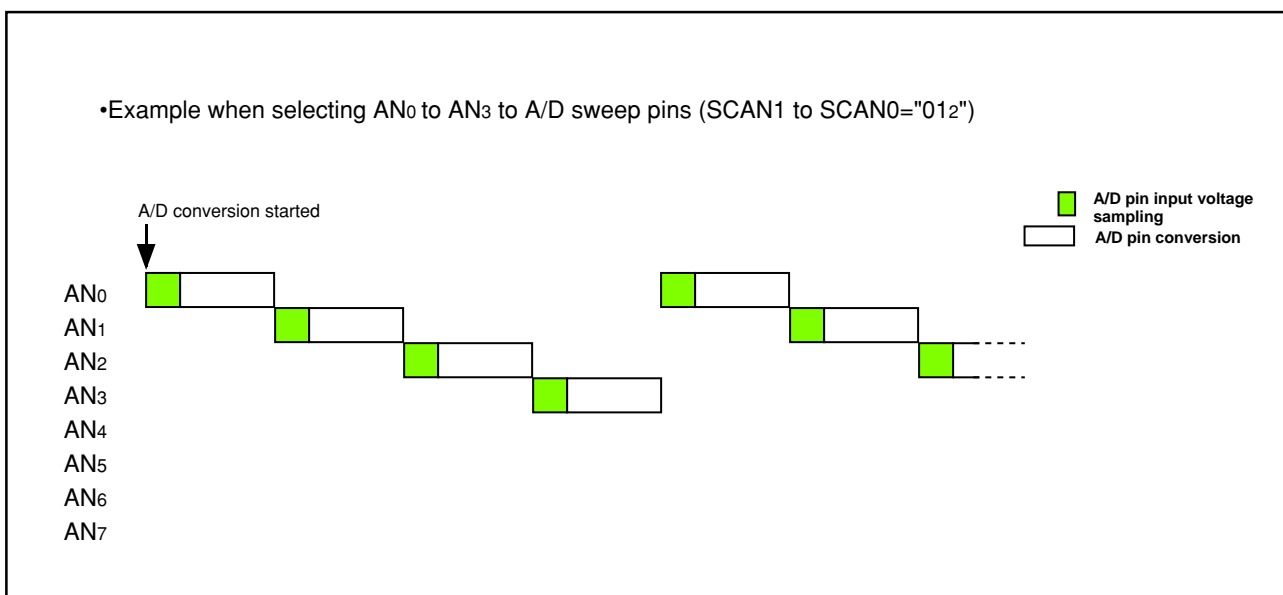 •Example when selecting AN0 to AN3 to A/D sweep pins (SCAN1 to SCAN0="012")
A/D conversion started
A/D pin input voltage
sampling
A/D pin conversion
AN0
AN1
AN2
AN3
AN4
AN5
AN6
AN7